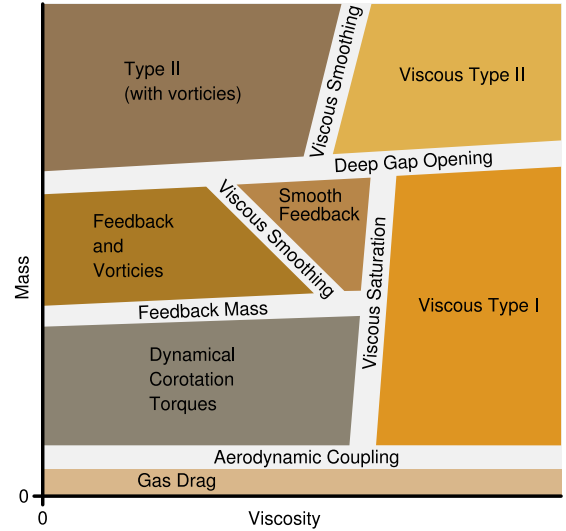 Type II
(with vorticies)
Viscous Smoothing
Viscous Type II
Deep Gap Opening
Feedback
and
Vorticies
Viscous Smoothing
Smooth
Feedback
Viscous Saturation
Viscous Type I
Mass
Feedback Mass
Dynamical
Corotation
Torques
Aerodynamic Coupling
Gas Drag
0
0
Viscosity